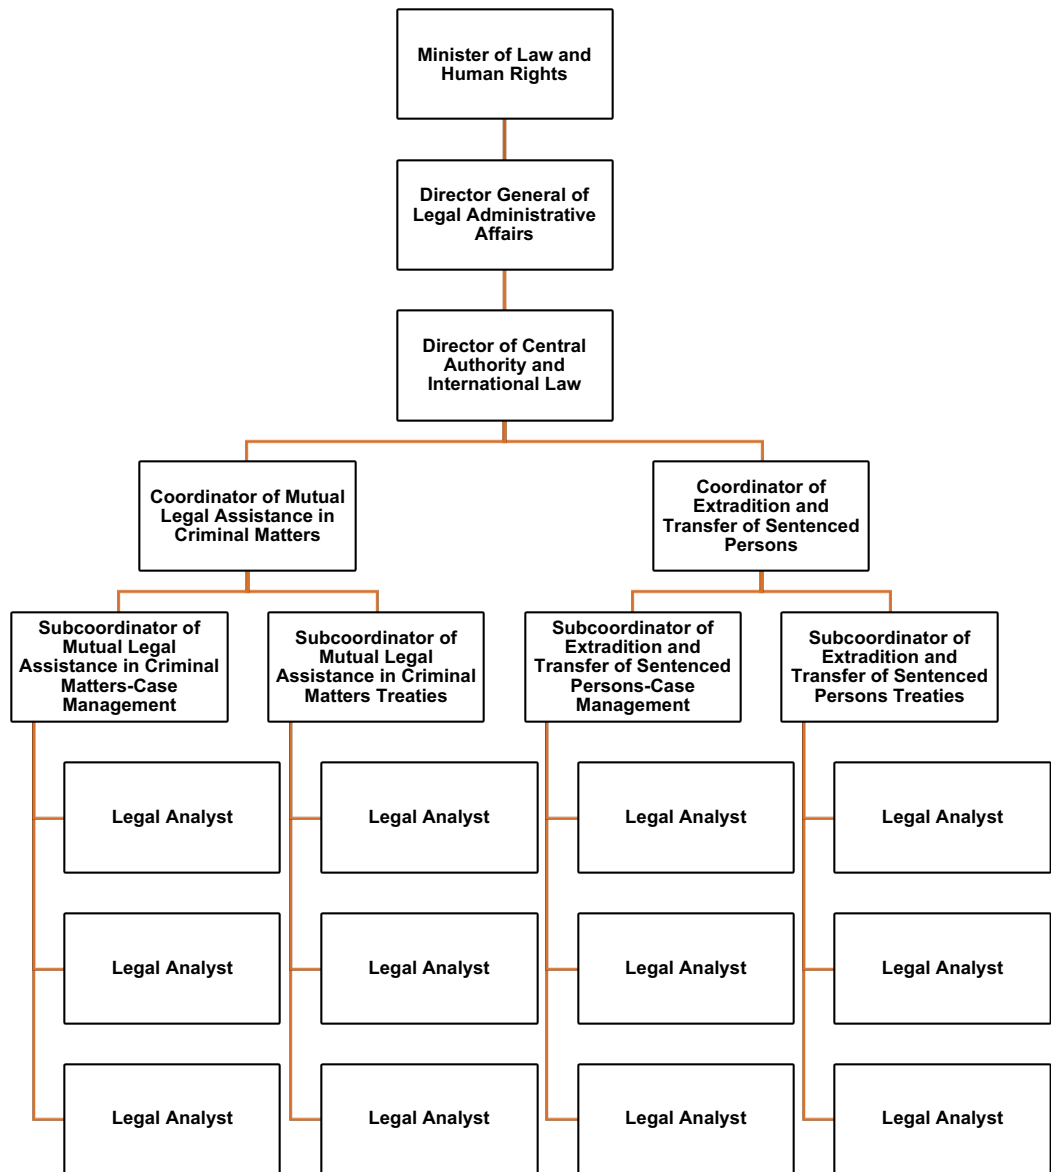 Minister of Law and
Human Rights
Director General of
Legal Administrative
Affairs
Director of Central
Authority and
International Law
Coordinator of Mutual
Legal Assistance in
Criminal Matters
Coordinator of
Extradition and
Transfer of Sentenced
Persons
Subcoordinator of
Mutual Legal
Assistance in Criminal
Matters-Case
Management
Subcoordinator of
Mutual Legal
Assistance in Criminal
Matters Treaties
Subcoordinator of
Extradition and
Transfer of Sentenced
Persons-Case
Management
Subcoordinator of
Extradition and
Transfer of Sentenced
Persons Treaties
Legal Analyst
Legal Analyst
Legal Analyst
Legal Analyst
Legal Analyst
Legal Analyst
Legal Analyst
Legal Analyst
Legal Analyst
Legal Analyst
Legal Analyst
Legal Analyst